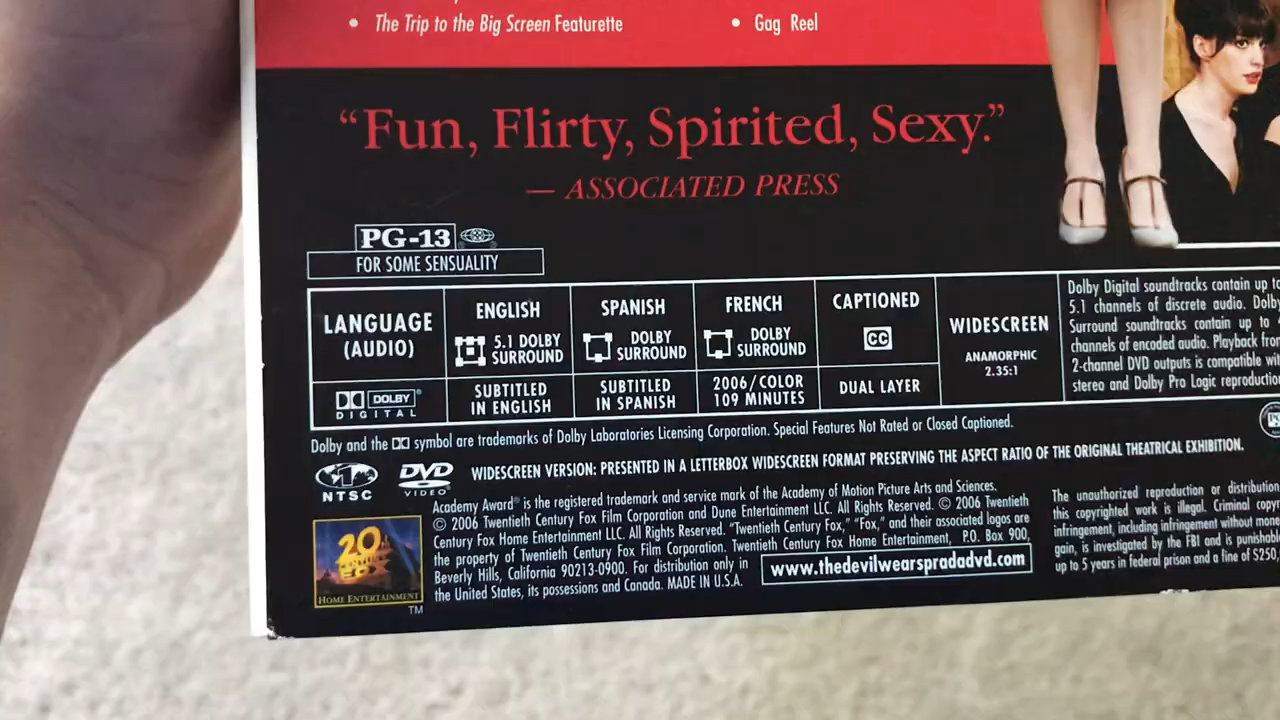 • The Trip to the Big Screen Featurette
• Gag Reel
“Fun, Flirty, Spirited, Sexy.”
— ASSOCIATED PRESS
PG-13
FOR SOME SENSUALITY
LANGUAGE
(AUDIO)
DOLBY
DIGITAL
ENGLISH
5.1 DOLBY
SURROUND
SUBTITLED
IN ENGLISH
SPANISH
DOLBY
SURROUND
SUBTITLED
IN SPANISH
FRENCH
DOLBY
SURROUND
2006/COLOR
109 MINUTES
CAPTIONED
CC
DUAL LAYER
WIDESCREEN
ANAMORPHIC
2.35:1
Dolby Digital soundtracks contain up to
5.1 channels of discrete audio. Dolby
Surround soundtracks contain up to
channels of encoded audio. Playback from
2-channel DVD outputs is compatible with
stereo and Dolby Pro Logic reproductio
Dolby and the symbol are trademarks of Dolby Laboratories Licensing Corporation. Special Features Not Rated or Closed Captioned.
NTSC
DVD
VIDEO
WIDESCREEN VERSION: PRESENTED IN A LETTERBOX WIDESCREEN FORMAT PRESERVING THE ASPECT RATIO OF THE ORIGINAL THEATRICAL EXHIBITION.
Academy Award® is the registered trademark and service mark of the Academy of Motion Picture Arts and Sciences.
© 2006 Twentieth Century Fox Film Corporation and Dune Entertainment LLC. All Rights Reserved. © 2006 Twentieth
Century Fox Home Entertainment LLC. All Rights Reserved. “Twentieth Century Fox,” “Fox,” and their associated logos are
the property of Twentieth Century Fox Film Corporation. Twentieth Century Fox Home Entertainment, P.O. Box 900,
Beverly Hills, California 90213-0900. For distribution only in
the United States, its possessions and Canada. MADE IN U.S.A.
www.thedevilwearspradadvd.com
The unauthorized reproduction or distribution
this copyrighted work is illegal. Criminal copy
infringement, including infringement without mone
gain, is investigated by the FBI and is punishable
up to 5 years in federal prison and a fine of $250,
20
CENTURY
FOX
HOME ENTERTAINMENT
TM